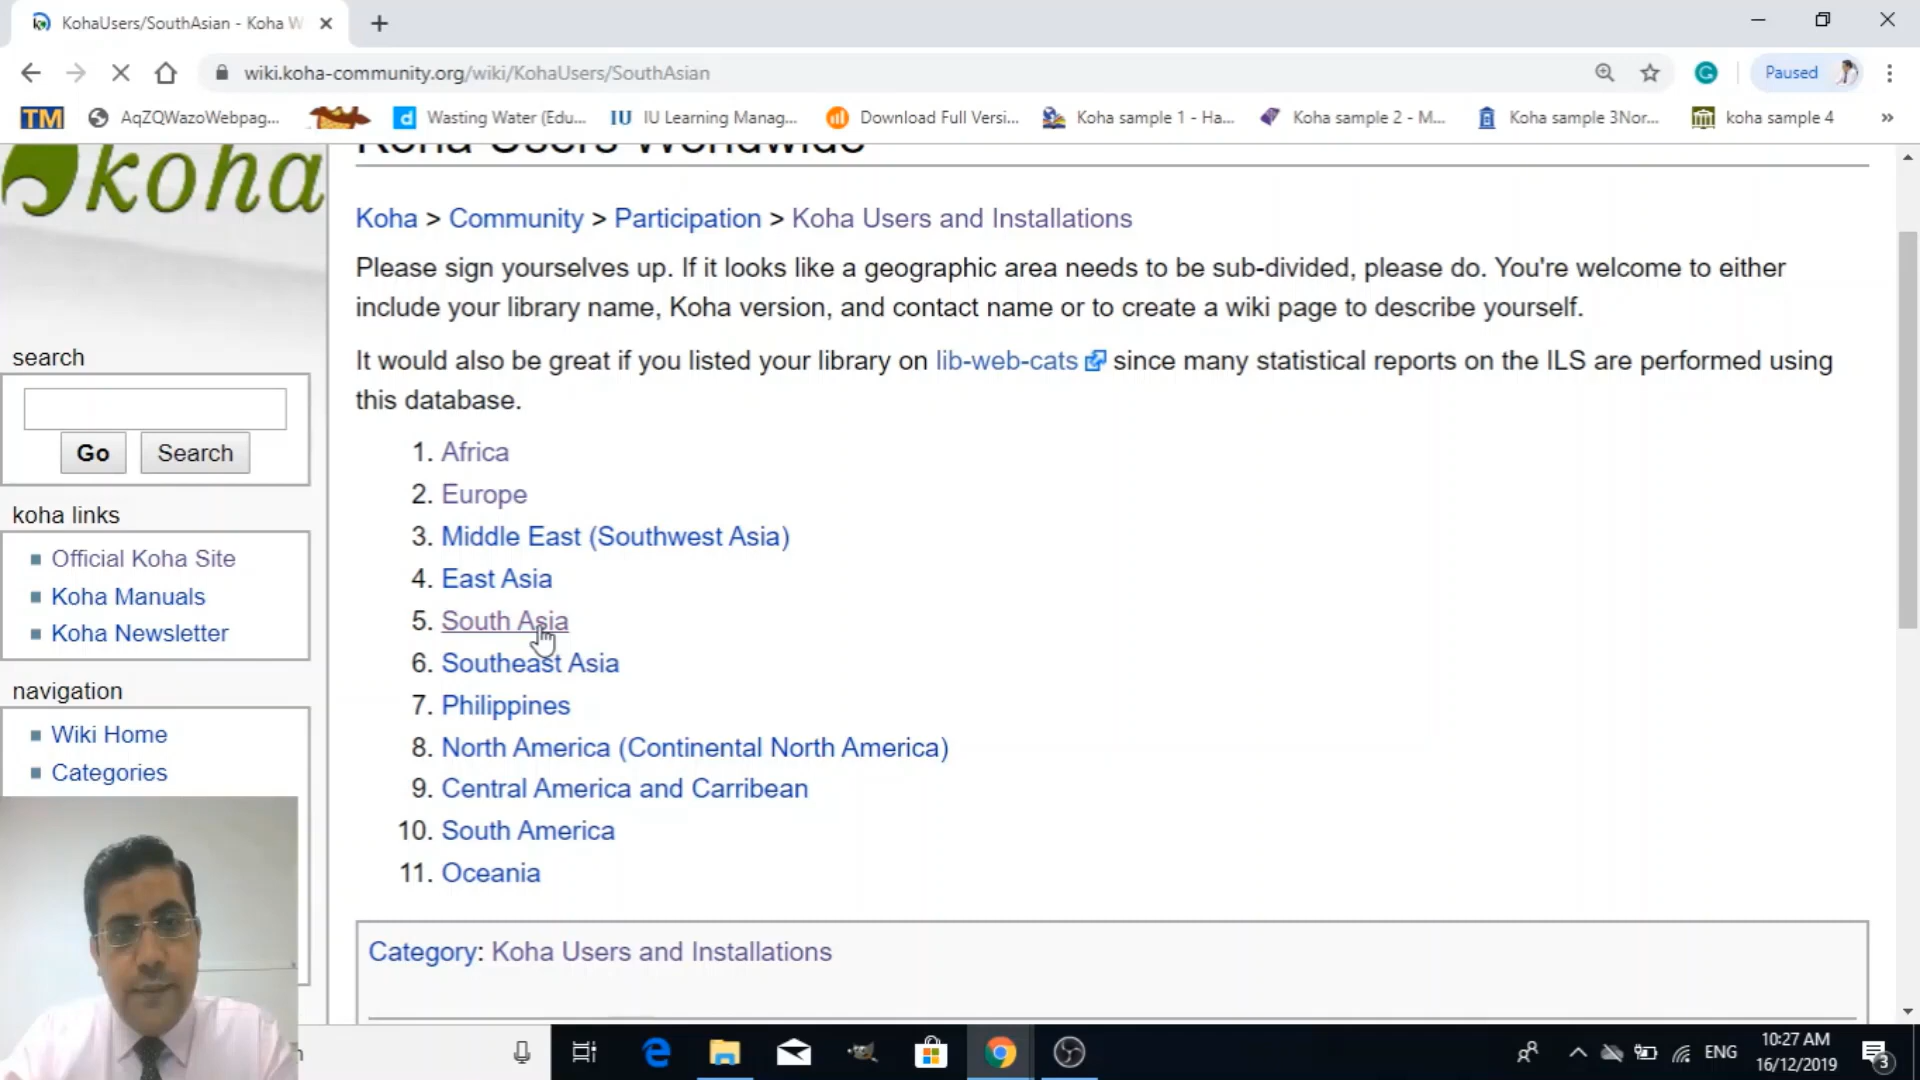 KohaUsers/SouthAsian - Koha W
wiki.koha-community.org/wiki/KohaUsers/SouthAsian
Paused
TM
AqZQWazoWebpag...
d Wasting Water (Edu...
IU IU Learning Manag...
Download Full Versi...
Koha sample 1 - Ha...
Koha sample 2 - M...
Koha sample 3Nor...
koha sample 4
»
koha
Koha Users Worldwide
Koha > Community > Participation > Koha Users and Installations
Please sign yourselves up. If it looks like a geographic area needs to be sub-divided, please do. You're welcome to either
include your library name, Koha version, and contact name or to create a wiki page to describe yourself.
It would also be great if you listed your library on lib-web-cats since many statistical reports on the ILS are performed using
this database.
1. Africa
2. Europe
3. Middle East (Southwest Asia)
4. East Asia
5. South Asia
6. Southeast Asia
7. Philippines
8. North America (Continental North America)
9. Central America and Carribean
10. South America
11. Oceania
Category: Koha Users and Installations
search
Go
Search
koha links
Official Koha Site
Koha Manuals
Koha Newsletter
navigation
Wiki Home
Categories
ENG
10:27 AM
16/12/2019
3